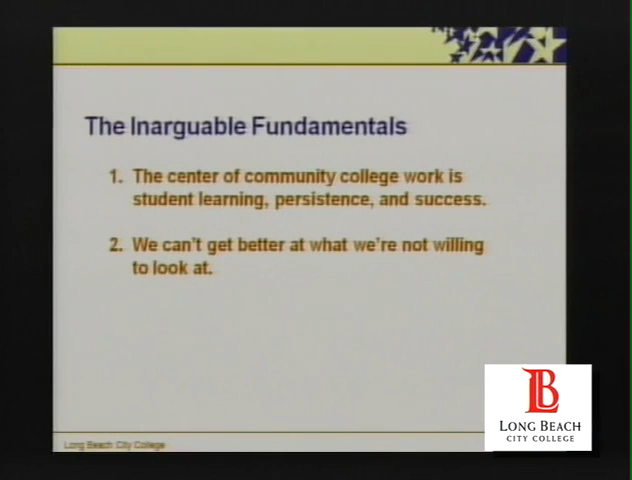 The Inarguable Fundamentals
1. The center of community college work is
student learning, persistence, and success.
2. We can't get better at what we're not willing
to look at.
Long Beach City College
LB
LONG BEACH
CITY COLLEGE